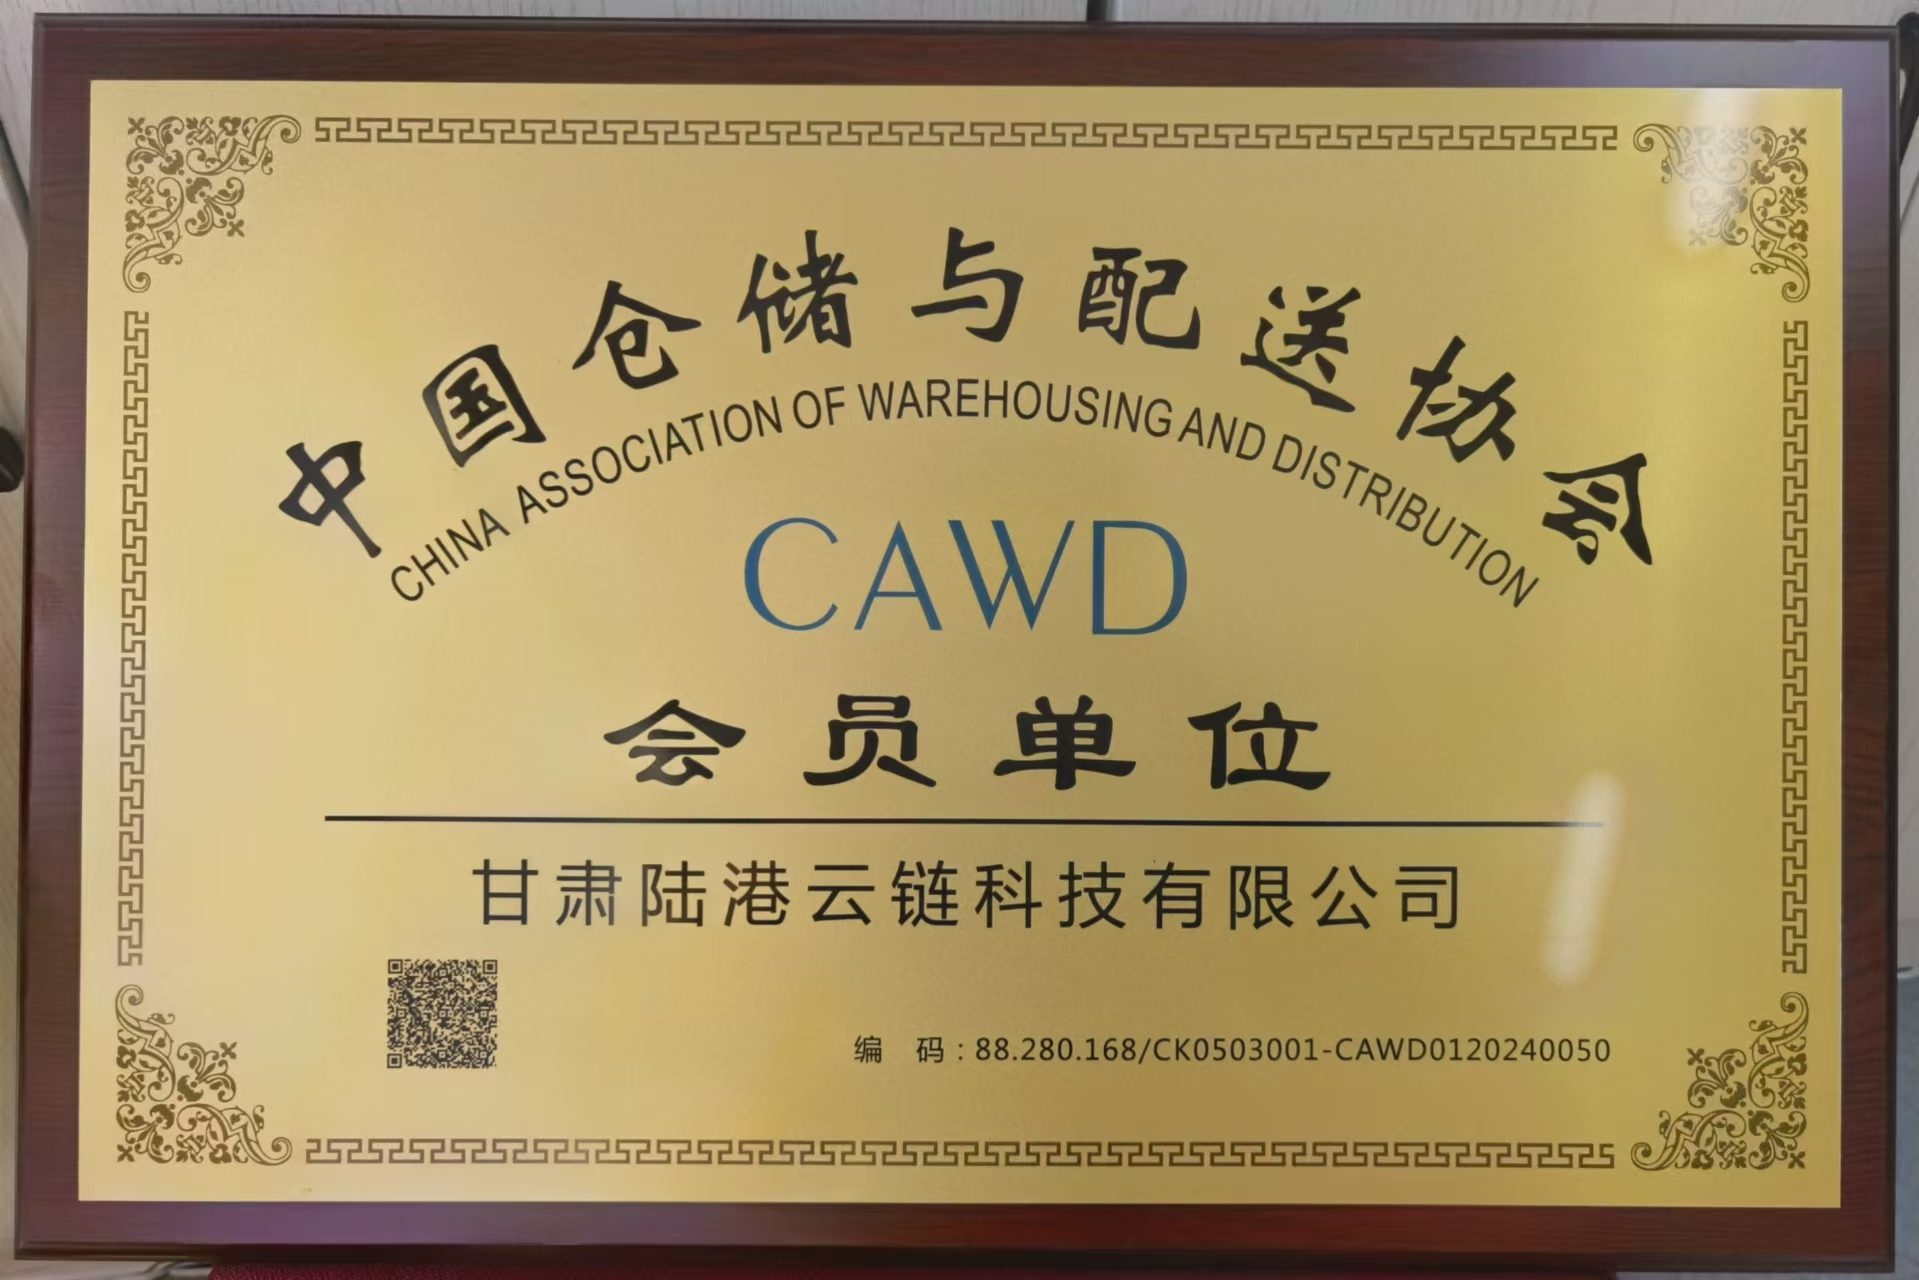 中国仓储与配送协会
CHINA ASSOCIATION OF WAREHOUSING AND DISTRIBUTION
CAWD
会员单位
甘肃陆港云链科技有限公司
编 码：88.280.168/CK0503001-CAWD0120240050